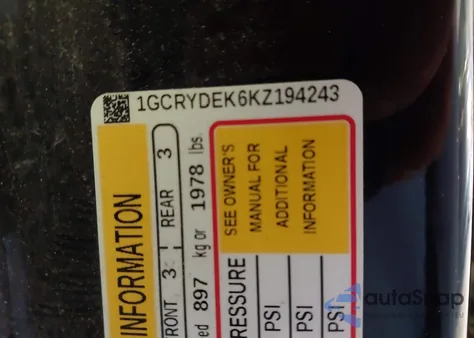 1GCRYDEK6KZ194243
INFORMATION
RONT 3 REAR 3
ed 897 kg or 1978 lbs.
RESSURE
SEE OWNER'S
MANUAL FOR
ADDITIONAL
INFORMATION
PSI
PSI
PSI
autaSnap